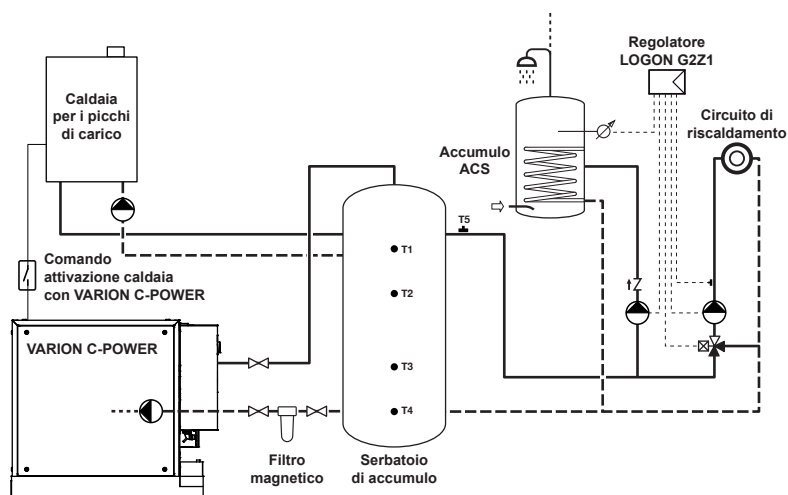 Regolatore
LOGON G2Z1
Caldaia
per i picchi
di carico
Circuito di
riscaldamento
Accumulo
ACS
T5
T1
Comando
attivazione caldaia
con VARION C-POWER
T2
VARION C-POWER
T3
T4
Filtro
magnetico
Serbatoio
di accumulo